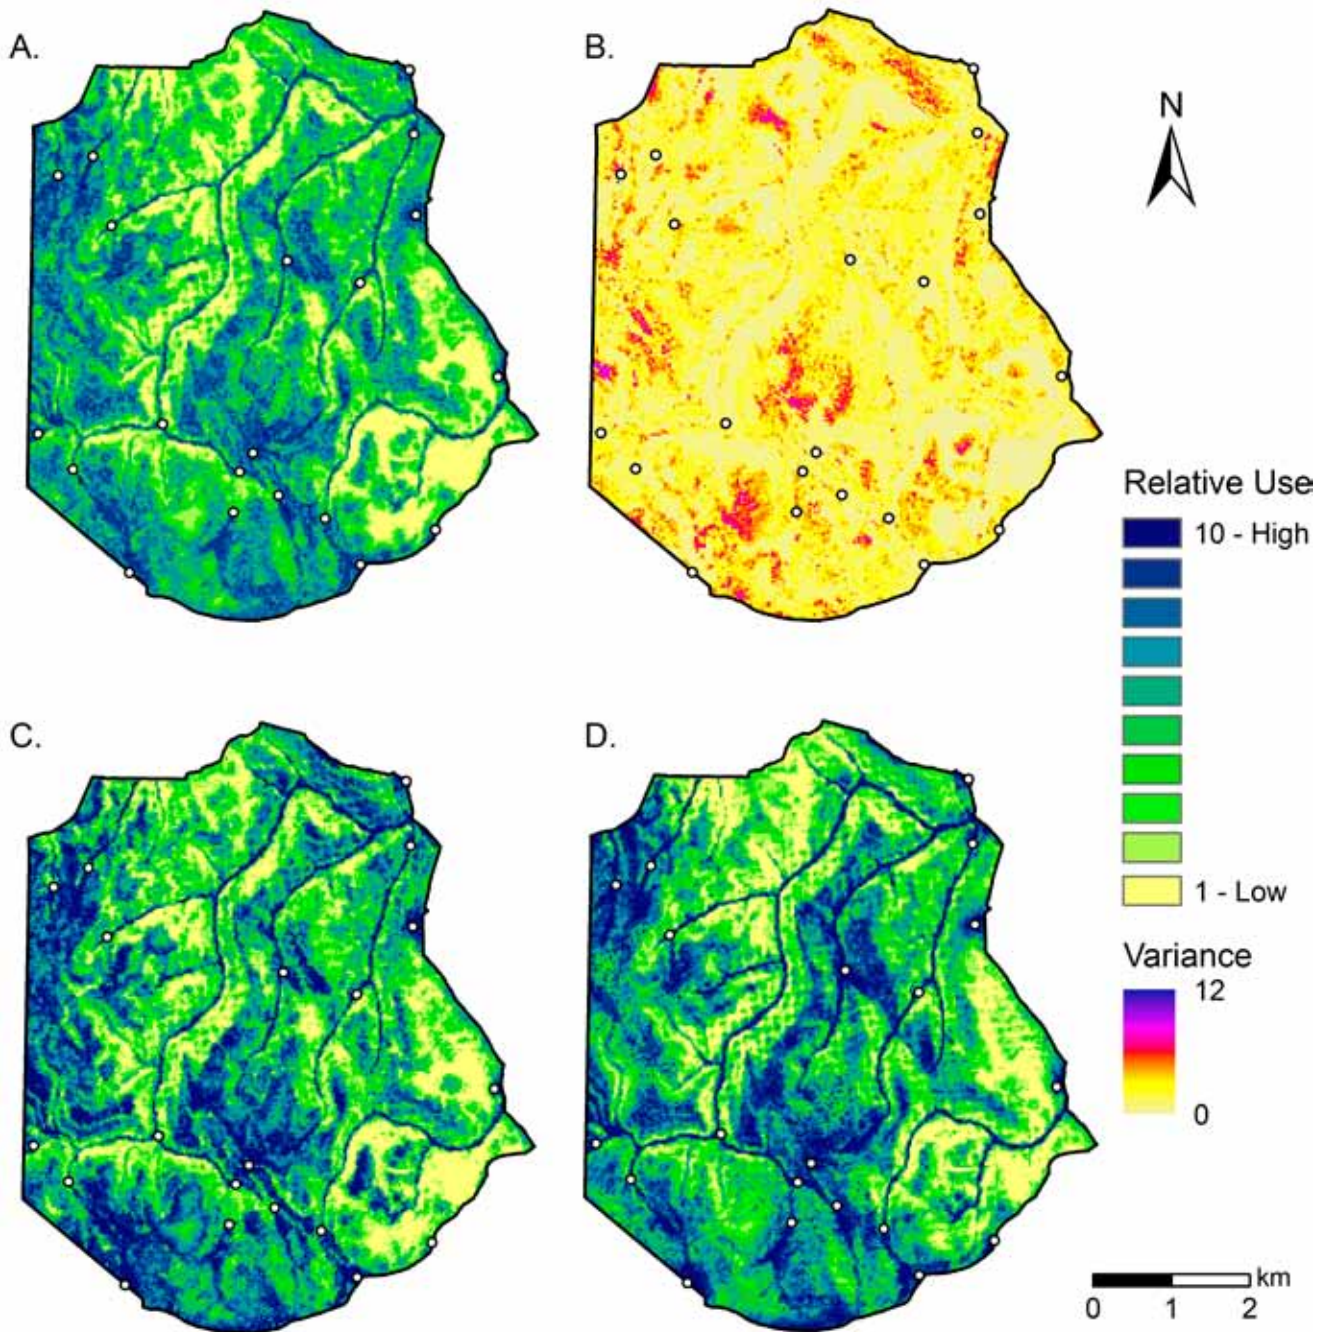 A.
B.
N
Relative Use
10 - High
1 - Low
Variance
12
0
C.
D.
km
0 1 2